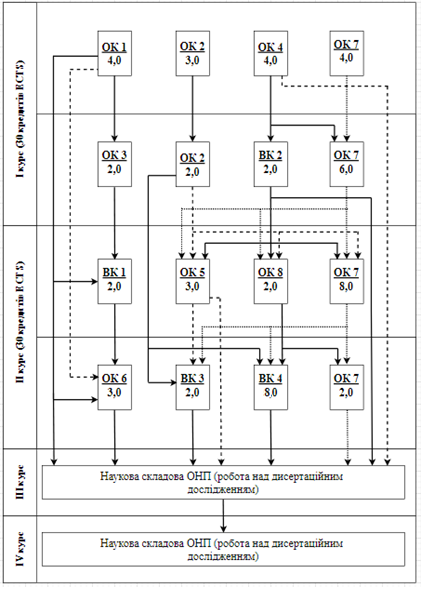 І курс (30 кредитів ECTS)
ОК 1
4,0
ОК 2
3,0
ОК 4
4,0
ОК 7
4,0
ОК 3
2,0
ОК 2
2,0
ВК 2
2,0
ОК 7
6,0
ІІ курс (30 кредитів ECTS)
ВК 1
2,0
ОК 5
3,0
ОК 8
2,0
ОК 7
8,0
ОК 6
3,0
ВК 3
2,0
ВК 4
8,0
ОК 7
2,0
ІІІ курс
Наукова складова ОНП (робота над дисертаційним
дослідженням)
IV курс
Наукова складова ОНП (робота над дисертаційним
дослідженням)